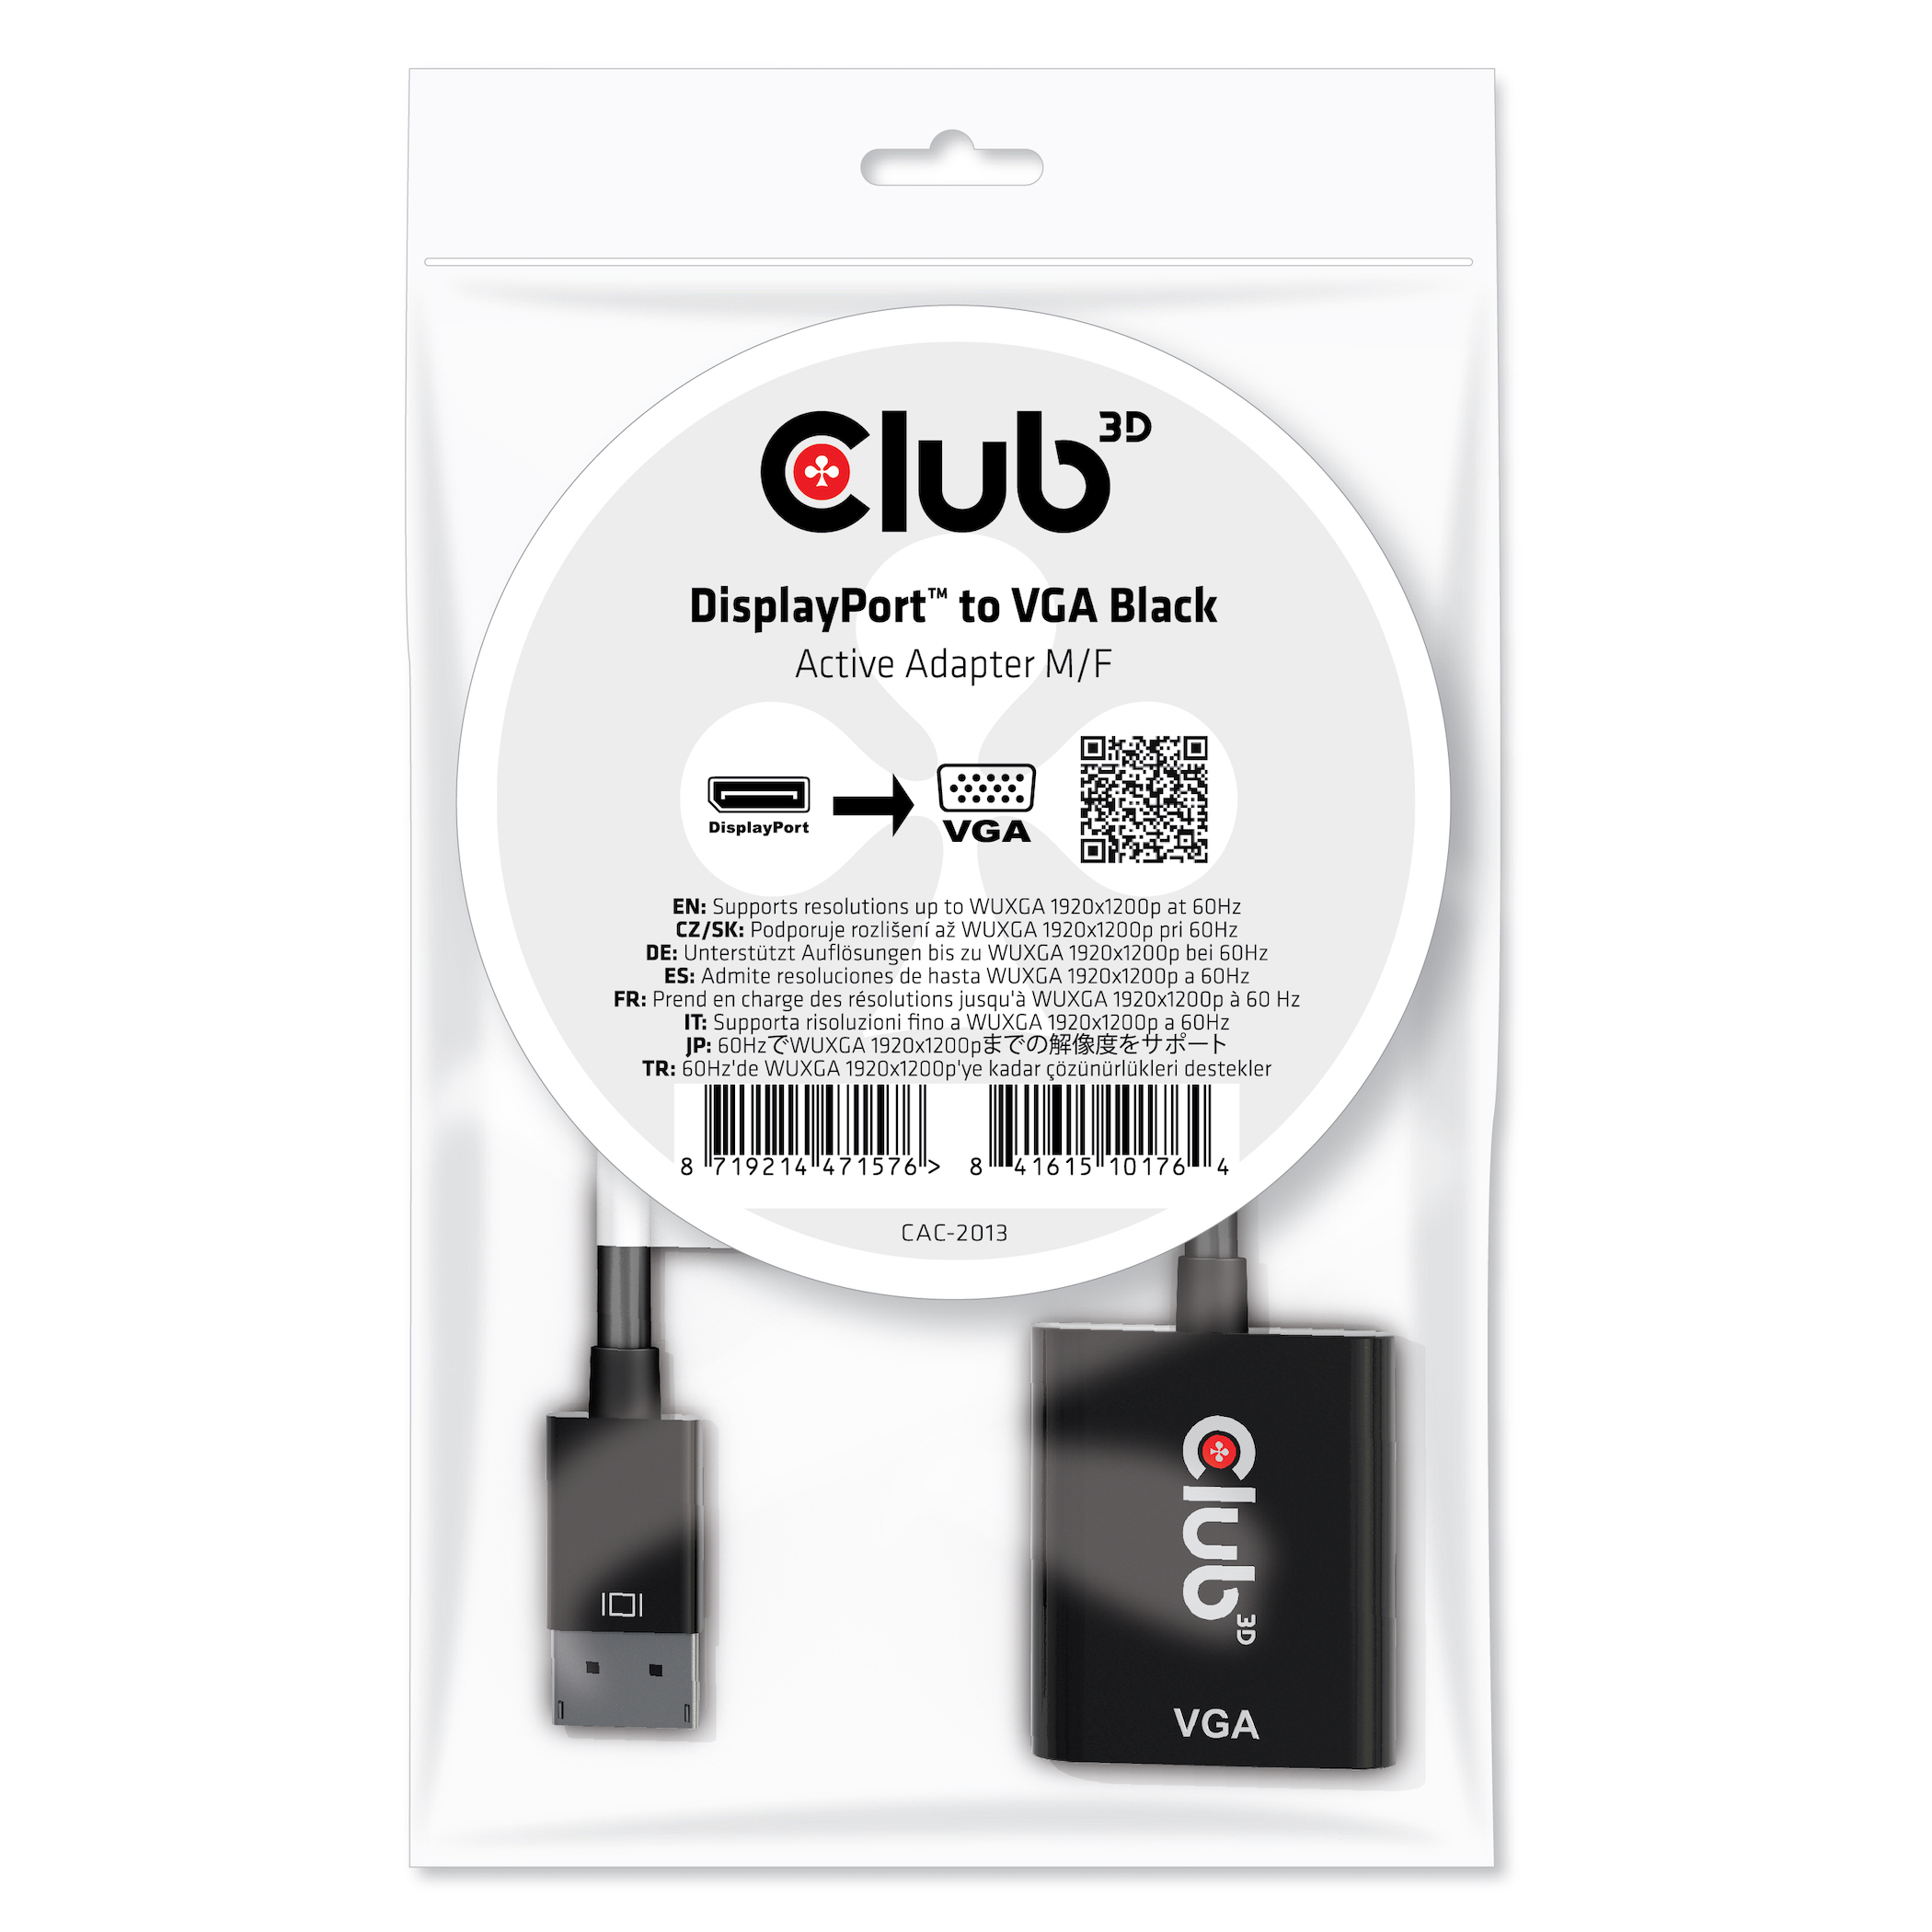 Club 3D
DisplayPort™ to VGA Black
Active Adapter M/F
DisplayPort
VGA
EN: Supports resolutions up to WUXGA 1920x1200p at 60Hz
CZ/SK: Podporuje rozlišení až WUXGA 1920x1200p pri 60Hz
DE: Unterstützt Auflösungen bis zu WUXGA 1920x1200p bei 60Hz
ES: Admite resoluciones de hasta WUXGA 1920x1200p a 60Hz
FR: Prend en charge des résolutions jusqu'à WUXGA 1920x1200p à 60 Hz
IT: Supporta risoluzioni fino a WUXGA 1920x1200p a 60Hz
JP: 60HzでWUXGA 1920x1200pまでの解像度をサポート
TR: 60Hz'de WUXGA 1920x1200p'ye kadar çözünürlükleri destekler
8 719214 471576 >
8 41615 10176 4
CAC-2013
Club 3D
VGA